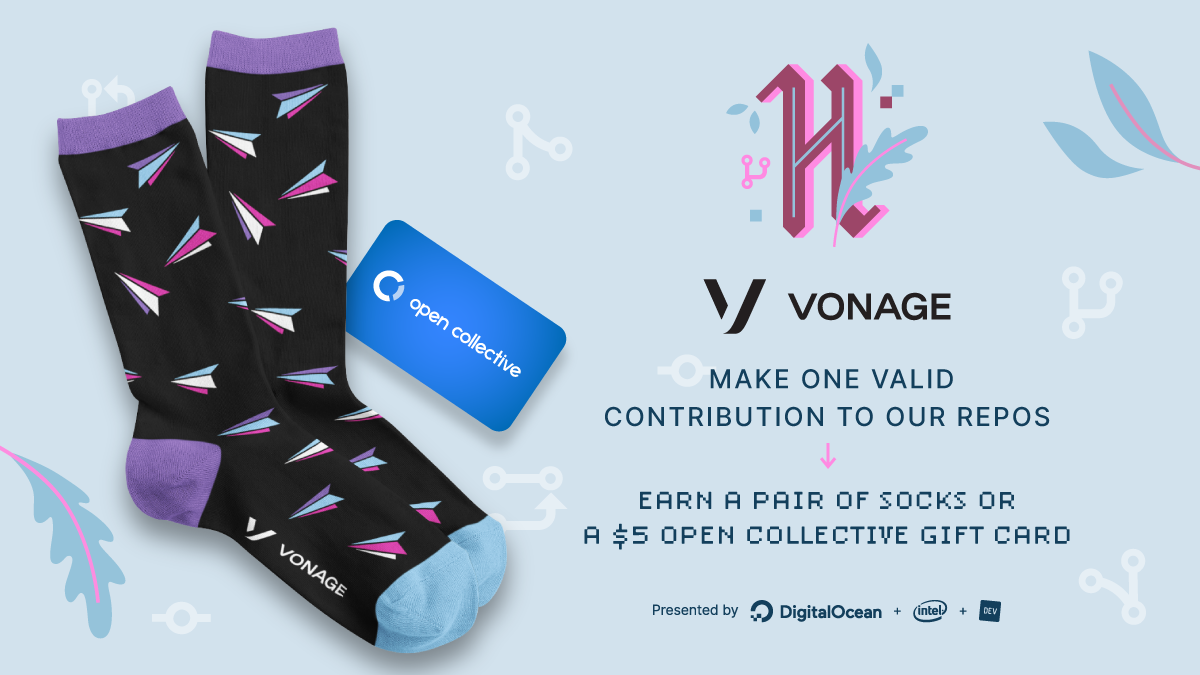 open collective
VONAGE
H
VONAGE
MAKE ONE VALID
CONTRIBUTION TO OUR REPOS
EARN A PAIR OF SOCKS OR
A $5 OPEN COLLECTIVE GIFT CARD
Presented by DigitalOcean + intel + DEV